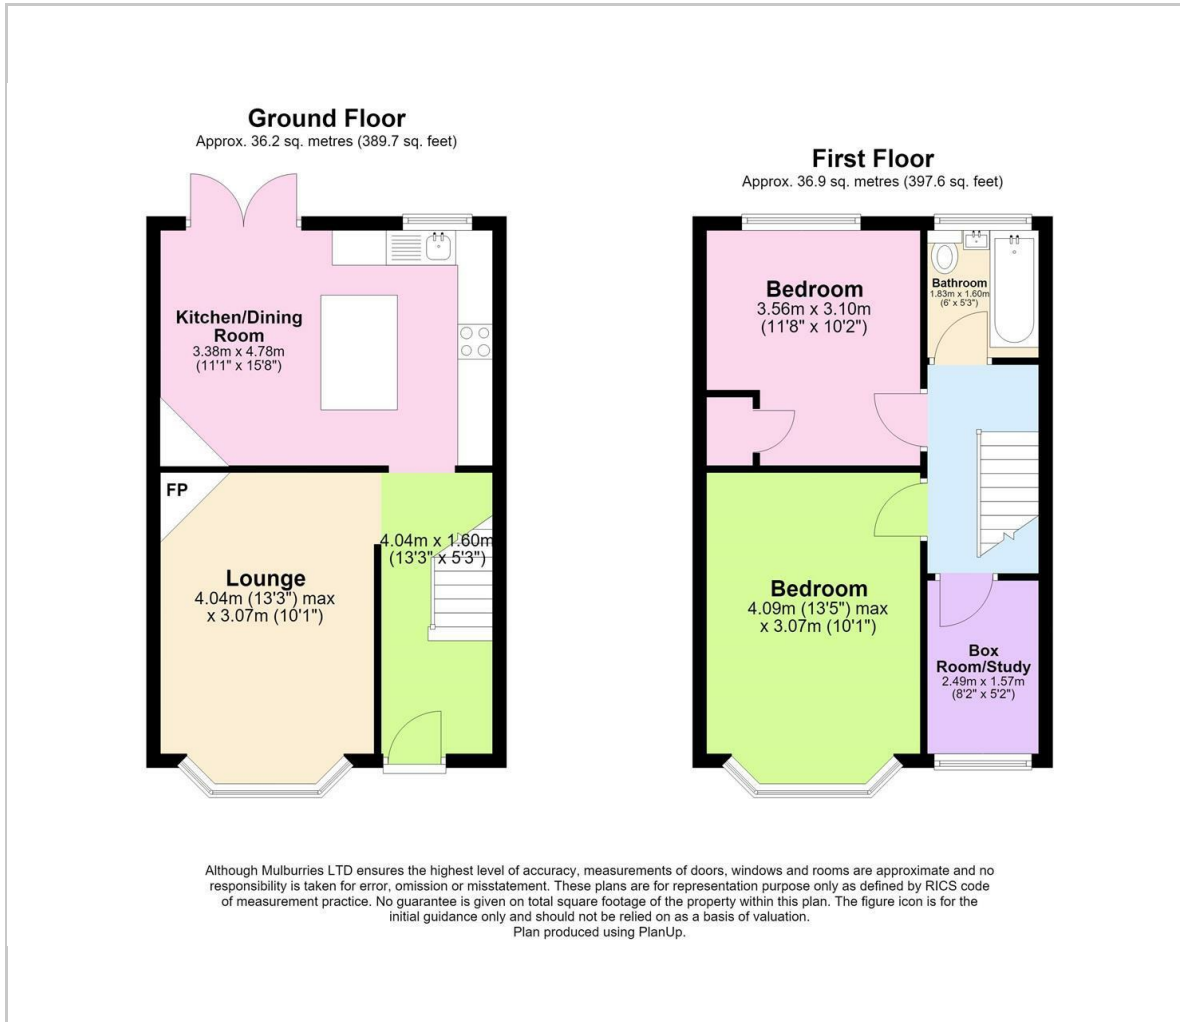 Ground Floor
Approx. 36.2 sq. metres (389.7 sq. feet)
Kitchen/Dining
Room
3.38m x 4.78m
(11'1" x 15'8")
FP
4.04m x 1.60m
(13'3" x 5'3")
Lounge
4.04m (13'3") max
x 3.07m (10'1")
First Floor
Approx. 36.9 sq. metres (397.6 sq. feet)
Bedroom
3.56m x 3.10m
(11'8" x 10'2")
Bathroom
1.83m x 1.60m
(6' x 5'3")
Bedroom
4.09m (13'5") max
x 3.07m (10'1")
Box
Room/Study
2.49m x 1.57m
(8'2" x 5'2")
Although Mulburries LTD ensures the highest level of accuracy, measurements of doors, windows and rooms are approximate and no
responsibility is taken for error, omission or misstatement. These plans are for representation purpose only as defined by RICS code
of measurement practice. No guarantee is given on total square footage of the property within this plan. The figure icon is for the
initial guidance only and should not be relied on as a basis of valuation.
Plan produced using PlanUp.